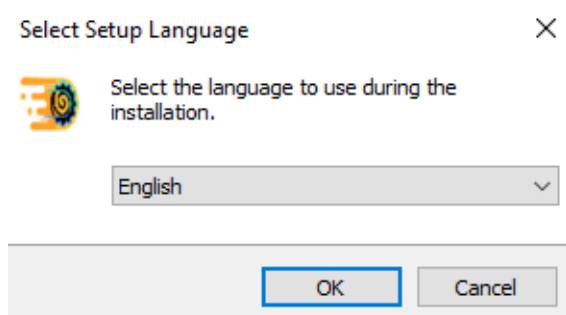 Select Setup Language
Select the language to use during the
installation.
English
OK
Cancel